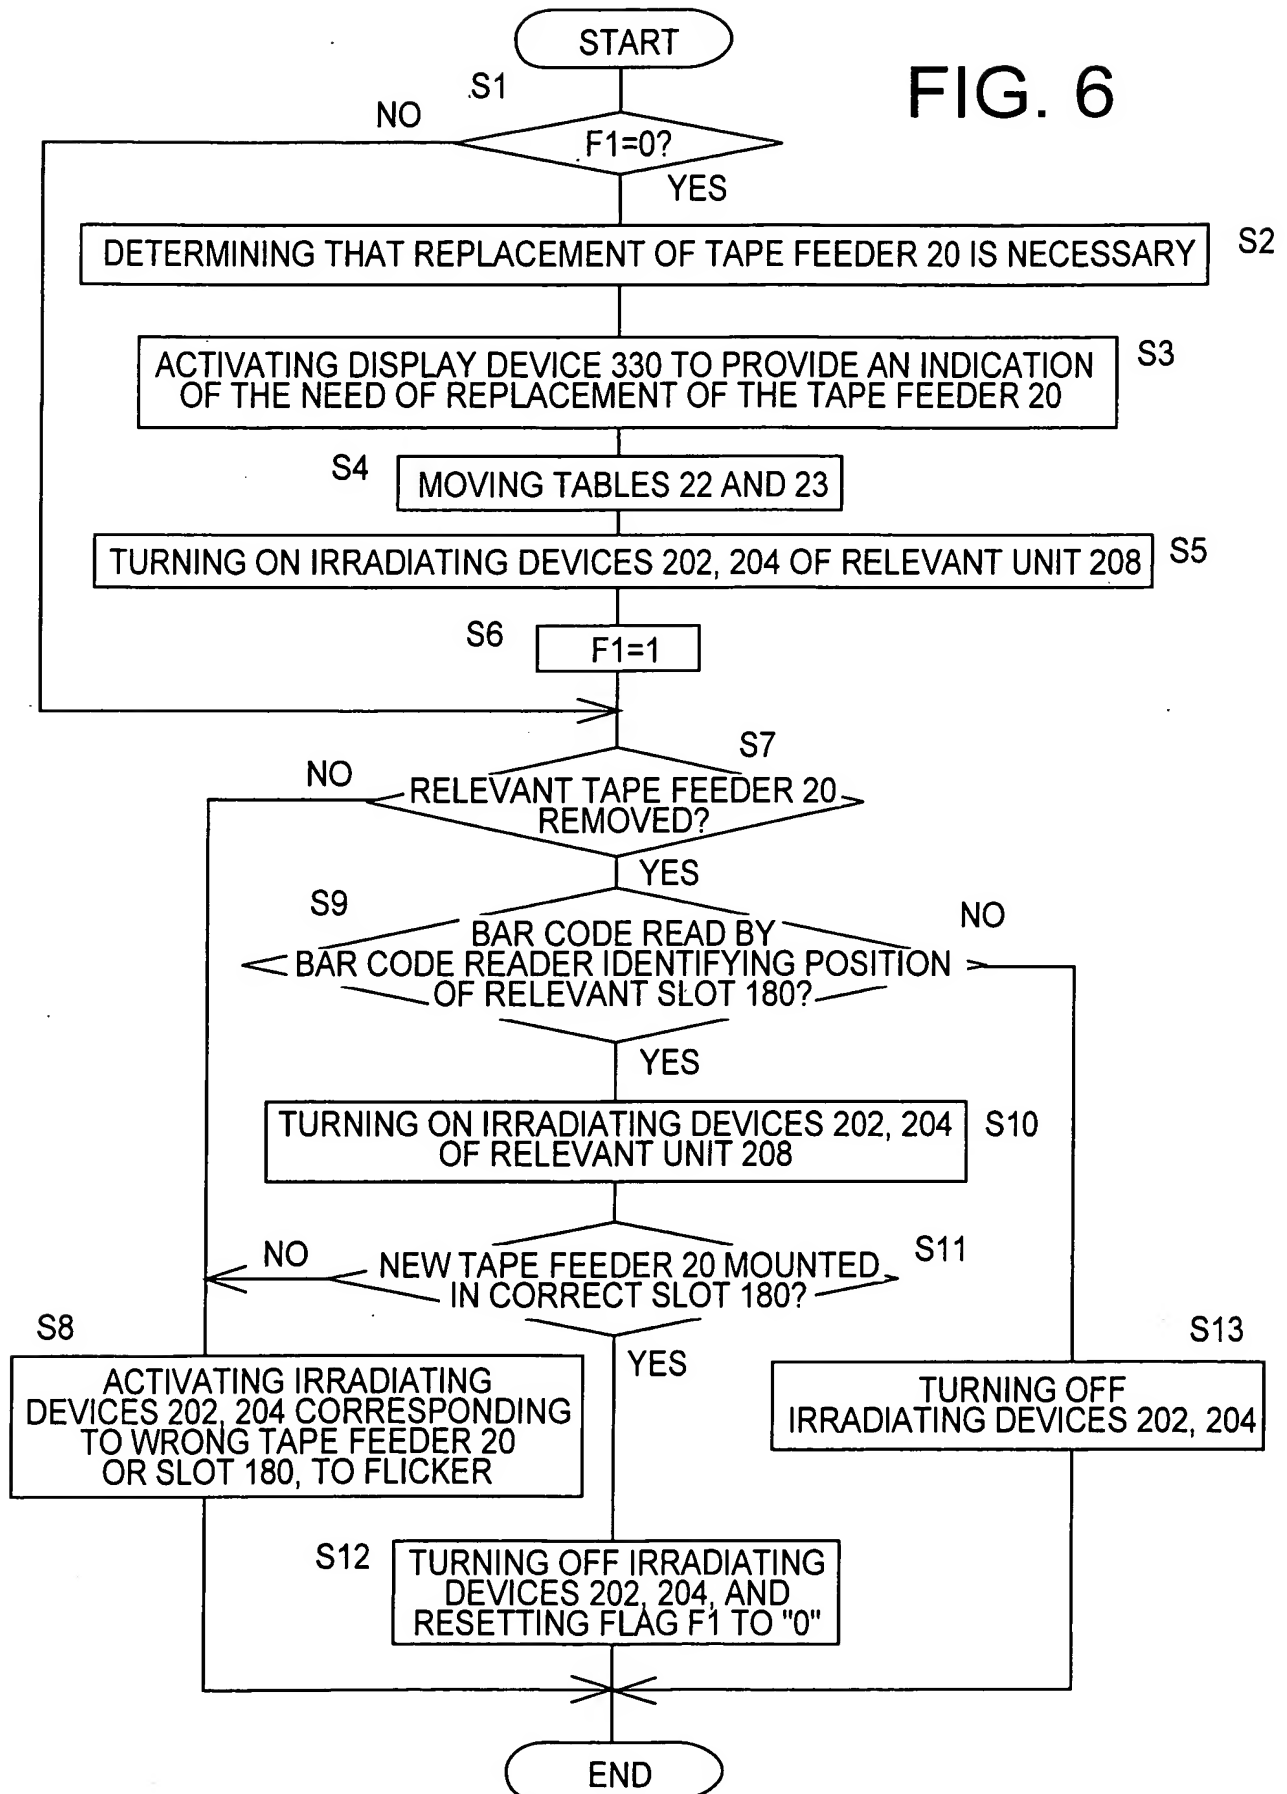 START
FIG. 6
S1
NO
F1=0?
YES
DETERMINING THAT REPLACEMENT OF TAPE FEEDER 20 IS NECESSARY
S2
ACTIVATING DISPLAY DEVICE 330 TO PROVIDE AN INDICATION
OF THE NEED OF REPLACEMENT OF THE TAPE FEEDER 20
S3
S4
MOVING TABLES 22 AND 23
TURNING ON IRRADIATING DEVICES 202, 204 OF RELEVANT UNIT 208
S5
S6
F1=1
S7
NO
RELEVANT TAPE FEEDER 20
REMOVED?
YES
S9
NO
BAR CODE READ BY
BAR CODE READER IDENTIFYING POSITION
OF RELEVANT SLOT 180?
YES
TURNING ON IRRADIATING DEVICES 202, 204
OF RELEVANT UNIT 208
S10
NO
NEW TAPE FEEDER 20 MOUNTED
IN CORRECT SLOT 180?
S11
YES
S8
ACTIVATING IRRADIATING
DEVICES 202, 204 CORRESPONDING
TO WRONG TAPE FEEDER 20
OR SLOT 180, TO FLICKER
S13
TURNING OFF
IRRADIATING DEVICES 202, 204
S12
TURNING OFF IRRADIATING
DEVICES 202, 204, AND
RESETTING FLAG F1 TO "0"
END